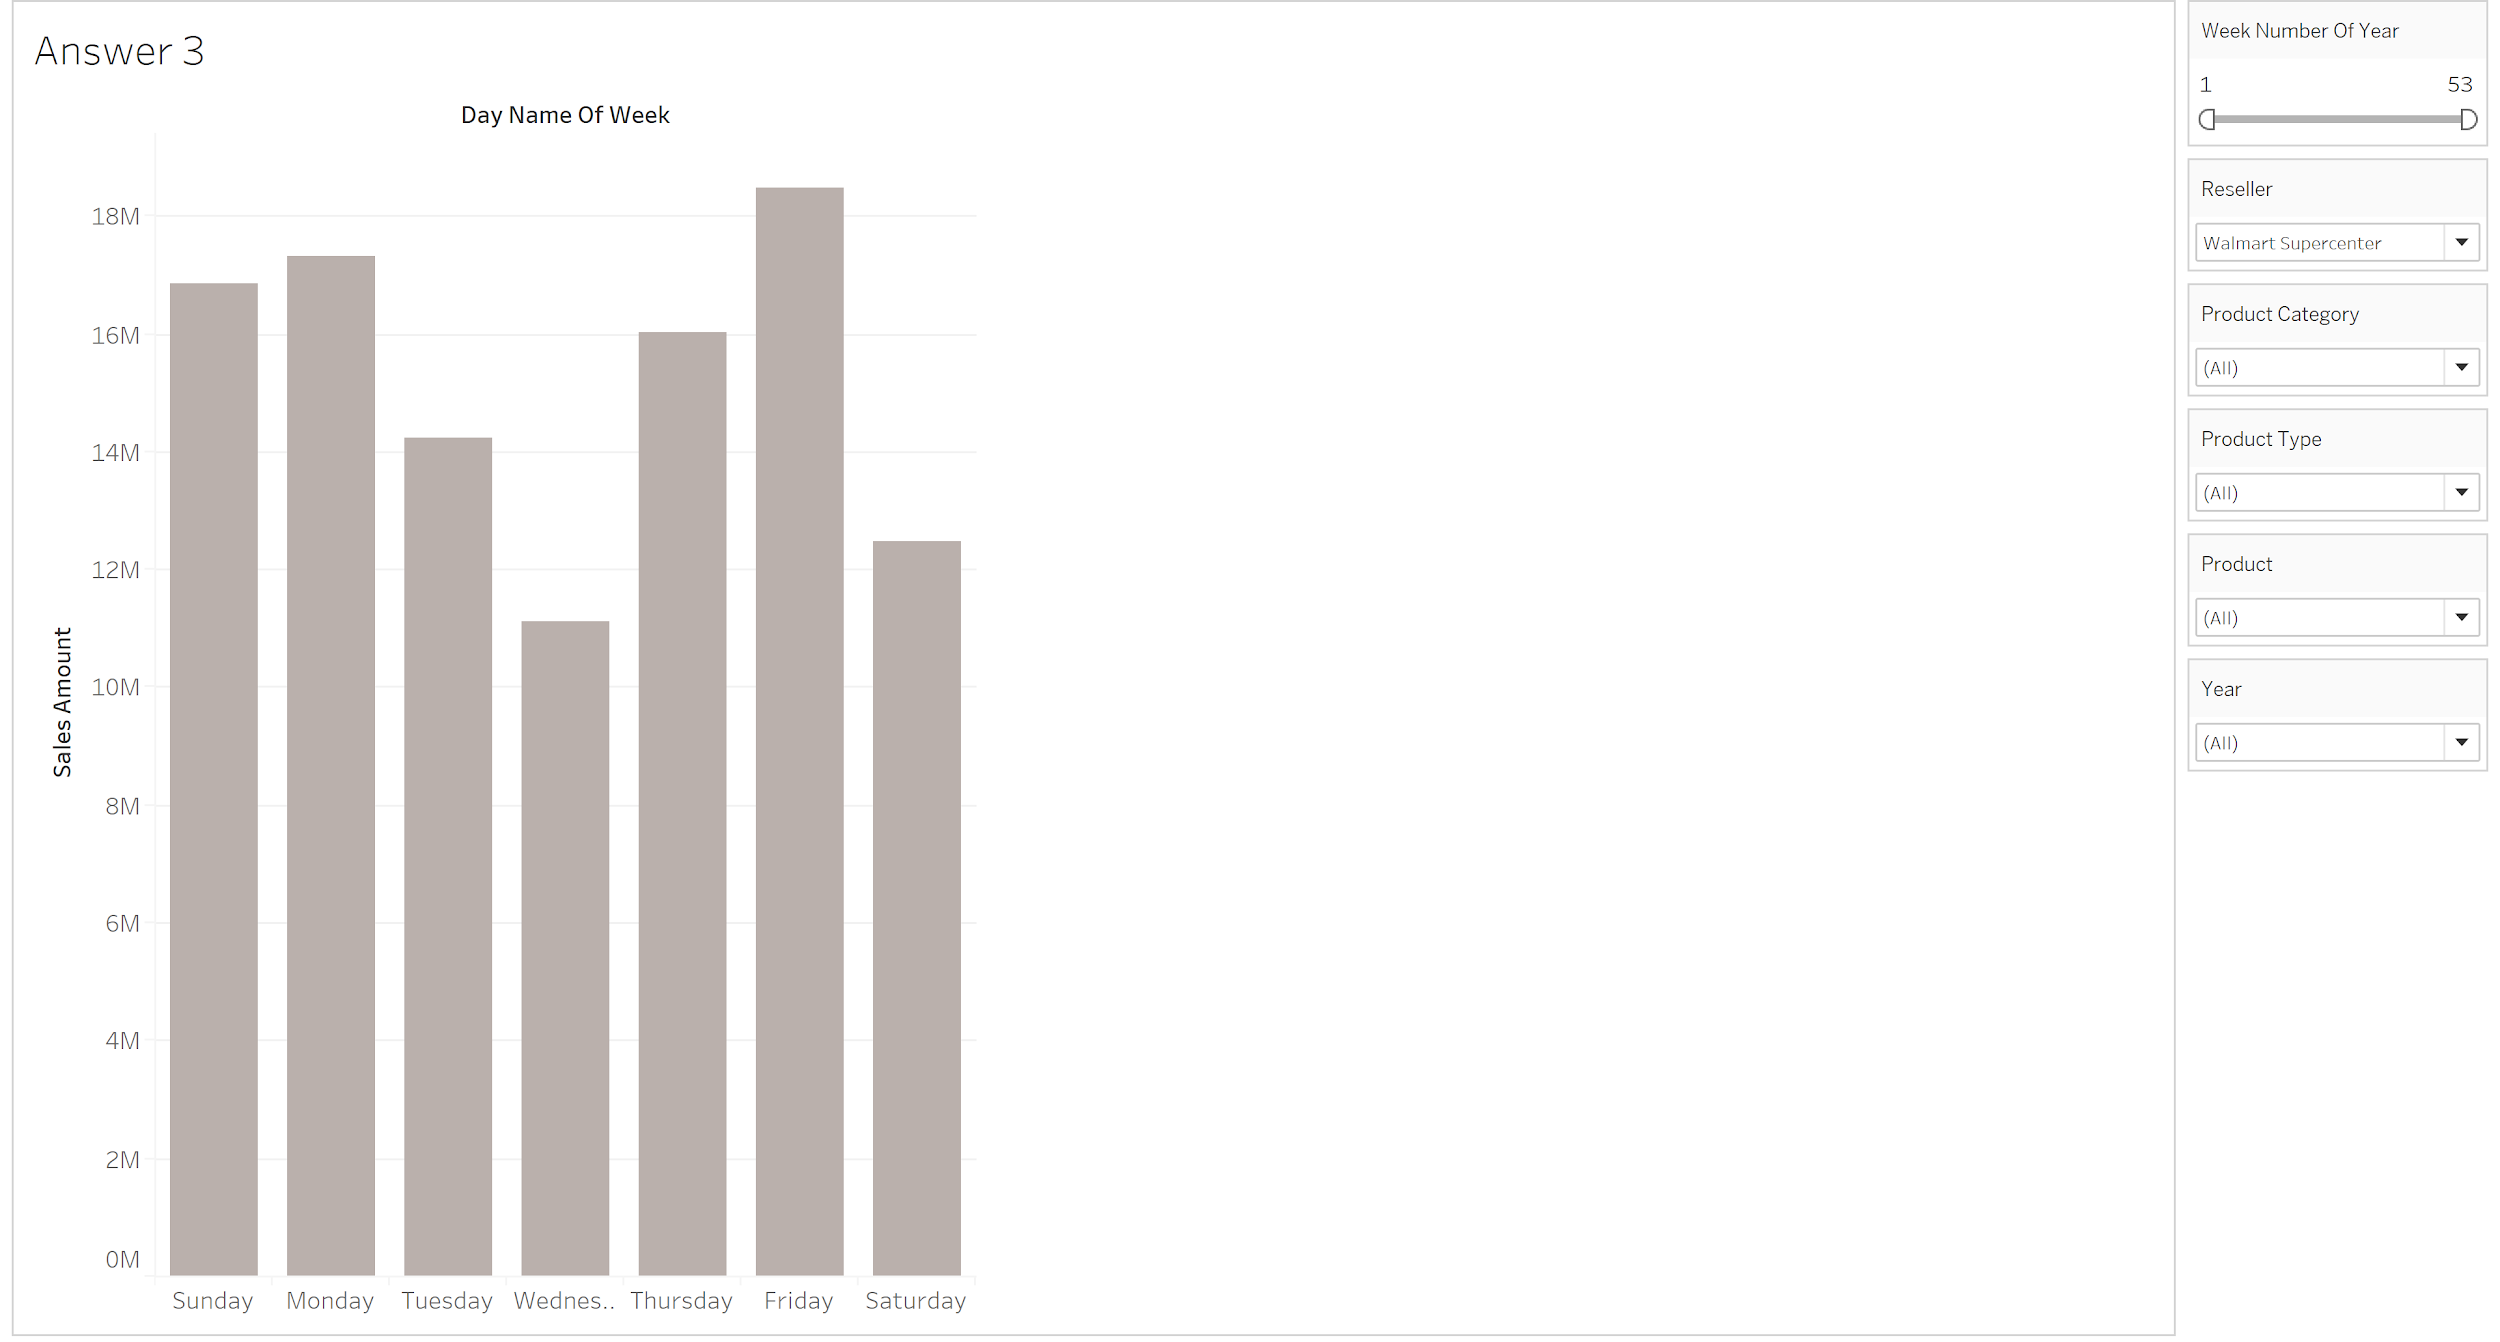 Answer 3
Day Name Of Week
18M
16M
14M
12M
10M
8M
6M
4M
2M
0M
Sales Amount
Sunday Monday Tuesday Wednes.. Thursday Friday Saturday
Week Number Of Year
1 53
Reseller
Walmart Supercenter
Product Category
(All)
Product Type
(All)
Product
(All)
Year
(All)